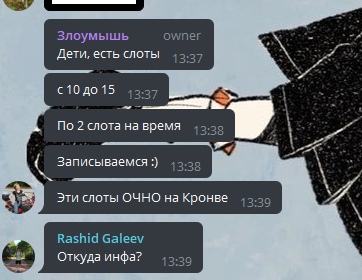 Злоумышь owner
Дети, есть слоты 13:37
с 10 до 15 13:37
По 2 слота на время 13:38
Записываемся :) 13:38
Эти слоты ОЧНО на Кронве 13:39
Rashid Galeev
Откуда инфа? 13:39